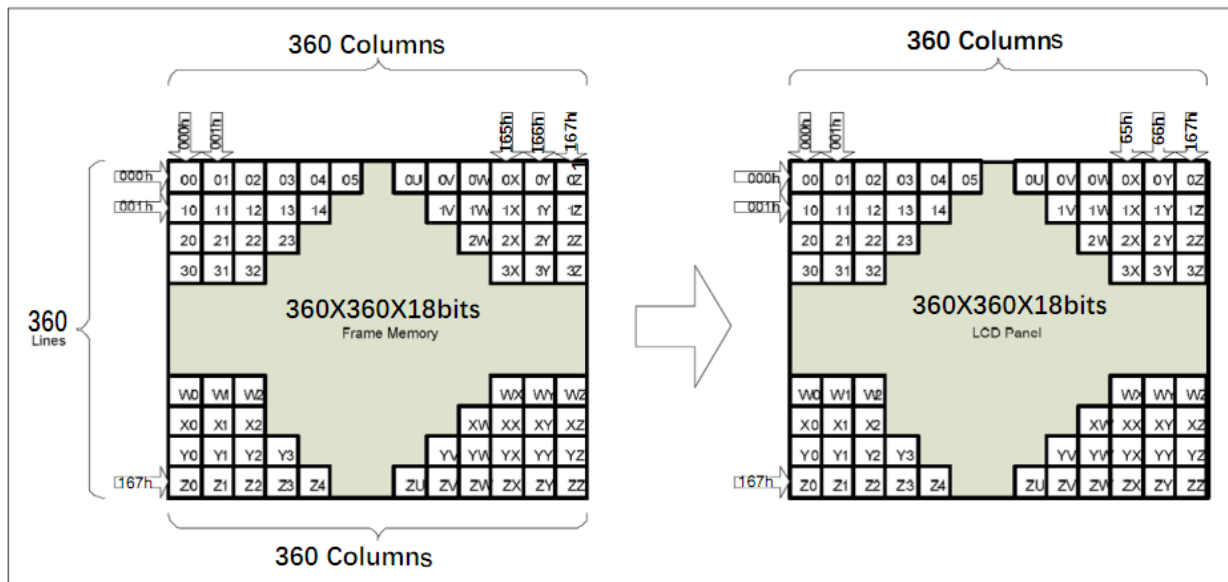 360 Columns 360 Columns
000h 001h 165h 166h 167h 000h 001h 65h 66h 167h
000h 00 01 02 03 04 05 0U 0V 0W 0X 0Y 0Z 000h 00 01 02 03 04 05 0U 0V 0W 0X 0Y 0Z
001h 10 11 12 13 14 1V 1W 1X 1Y 1Z 001h 10 11 12 13 14 1V 1W 1X 1Y 1Z
20 21 22 23 2W 2X 2Y 2Z 20 21 22 23 2W 2X 2Y 2Z
30 31 32 3X 3Y 3Z 30 31 32 3X 3Y 3Z
360X360X18bits 360X360X18bits
360 Lines Frame Memory LCD Panel
W0 W1 W2 WX WY WZ W0 W1 W2 WX WY WZ
X0 X1 X2 XW XX XY XZ X0 X1 X2 XW XX XY XZ
Y0 Y1 Y2 Y3 YV YW YX YY YZ Y0 Y1 Y2 Y3 YV YW YX YY YZ
167h Z0 Z1 Z2 Z3 Z4 ZU ZV ZW ZX ZY ZZ 167h Z0 Z1 Z2 Z3 Z4 ZU ZV ZW ZX ZY ZZ
360 Columns